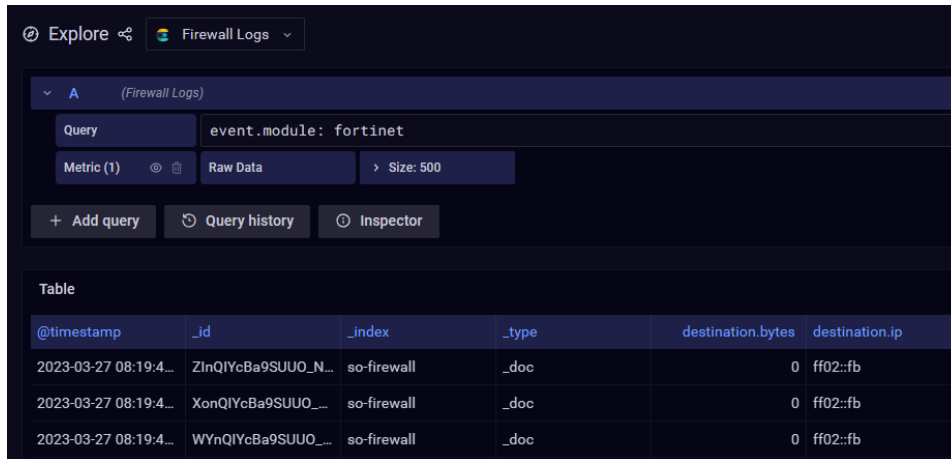 Explore Firewall Logs
A (Firewall Logs)
Query event.module: fortinet
Metric (1) Raw Data > Size: 500
+ Add query Query history Inspector
Table
@timestamp _id _index _type destination.bytes destination.ip
2023-03-27 08:19:4... ZInQIYcBa9SUUO_N... so-firewall _doc 0 ff02::fb
2023-03-27 08:19:4... XonQIYcBa9SUUO_... so-firewall _doc 0 ff02::fb
2023-03-27 08:19:4... WYnQIYcBa9SUUO_... so-firewall _doc 0 ff02::fb